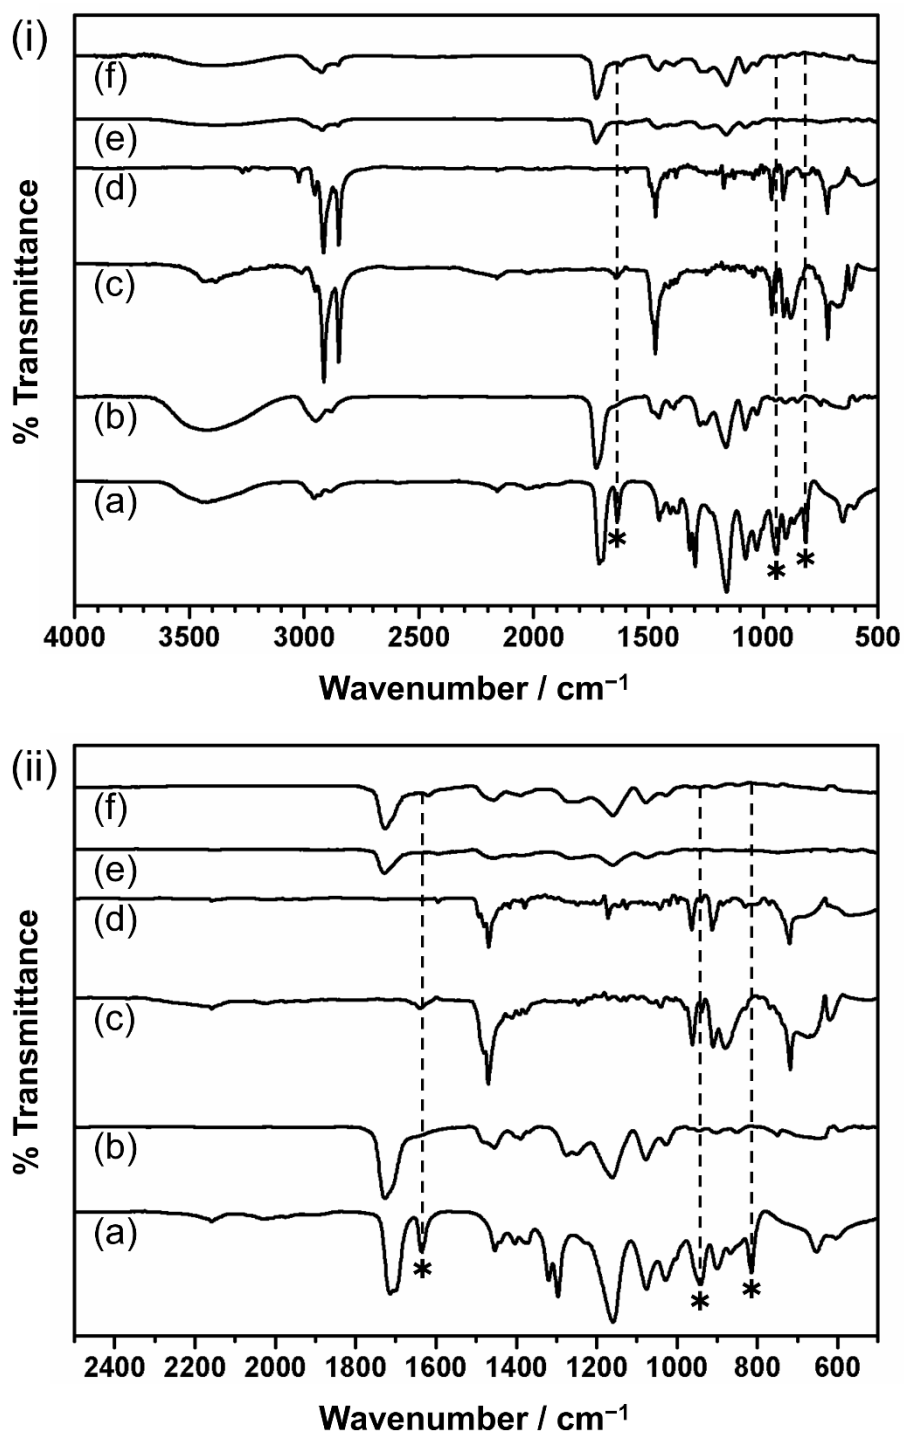 (i)
(f)
(e)
(d)
(c)
(b)
(a)
* * *
% Transmittance
4000 3500 3000 2500 2000 1500 1000 500
Wavenumber / cm⁻¹
(ii)
(f)
(e)
(d)
(c)
(b)
(a)
* * *
% Transmittance
2400 2200 2000 1800 1600 1400 1200 1000 800 600
Wavenumber / cm⁻¹